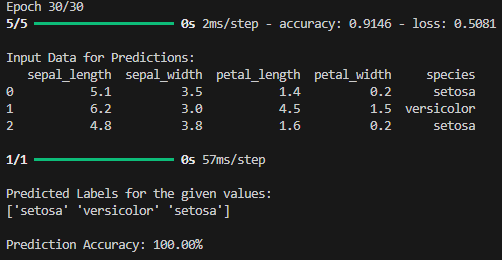 Epoch 30/30
5/5 ━━━━━━━━━━━━━━━━━━━━ 0s 2ms/step - accuracy: 0.9146 - loss: 0.5081
Input Data for Predictions:
sepal_length sepal_width petal_length petal_width species
0 5.1 3.5 1.4 0.2 setosa
1 6.2 3.0 4.5 1.5 versicolor
2 4.8 3.8 1.6 0.2 setosa
1/1 ━━━━━━━━━━━━━━━━━━━━ 0s 57ms/step
Predicted Labels for the given values:
['setosa' 'versicolor' 'setosa']
Prediction Accuracy: 100.00%